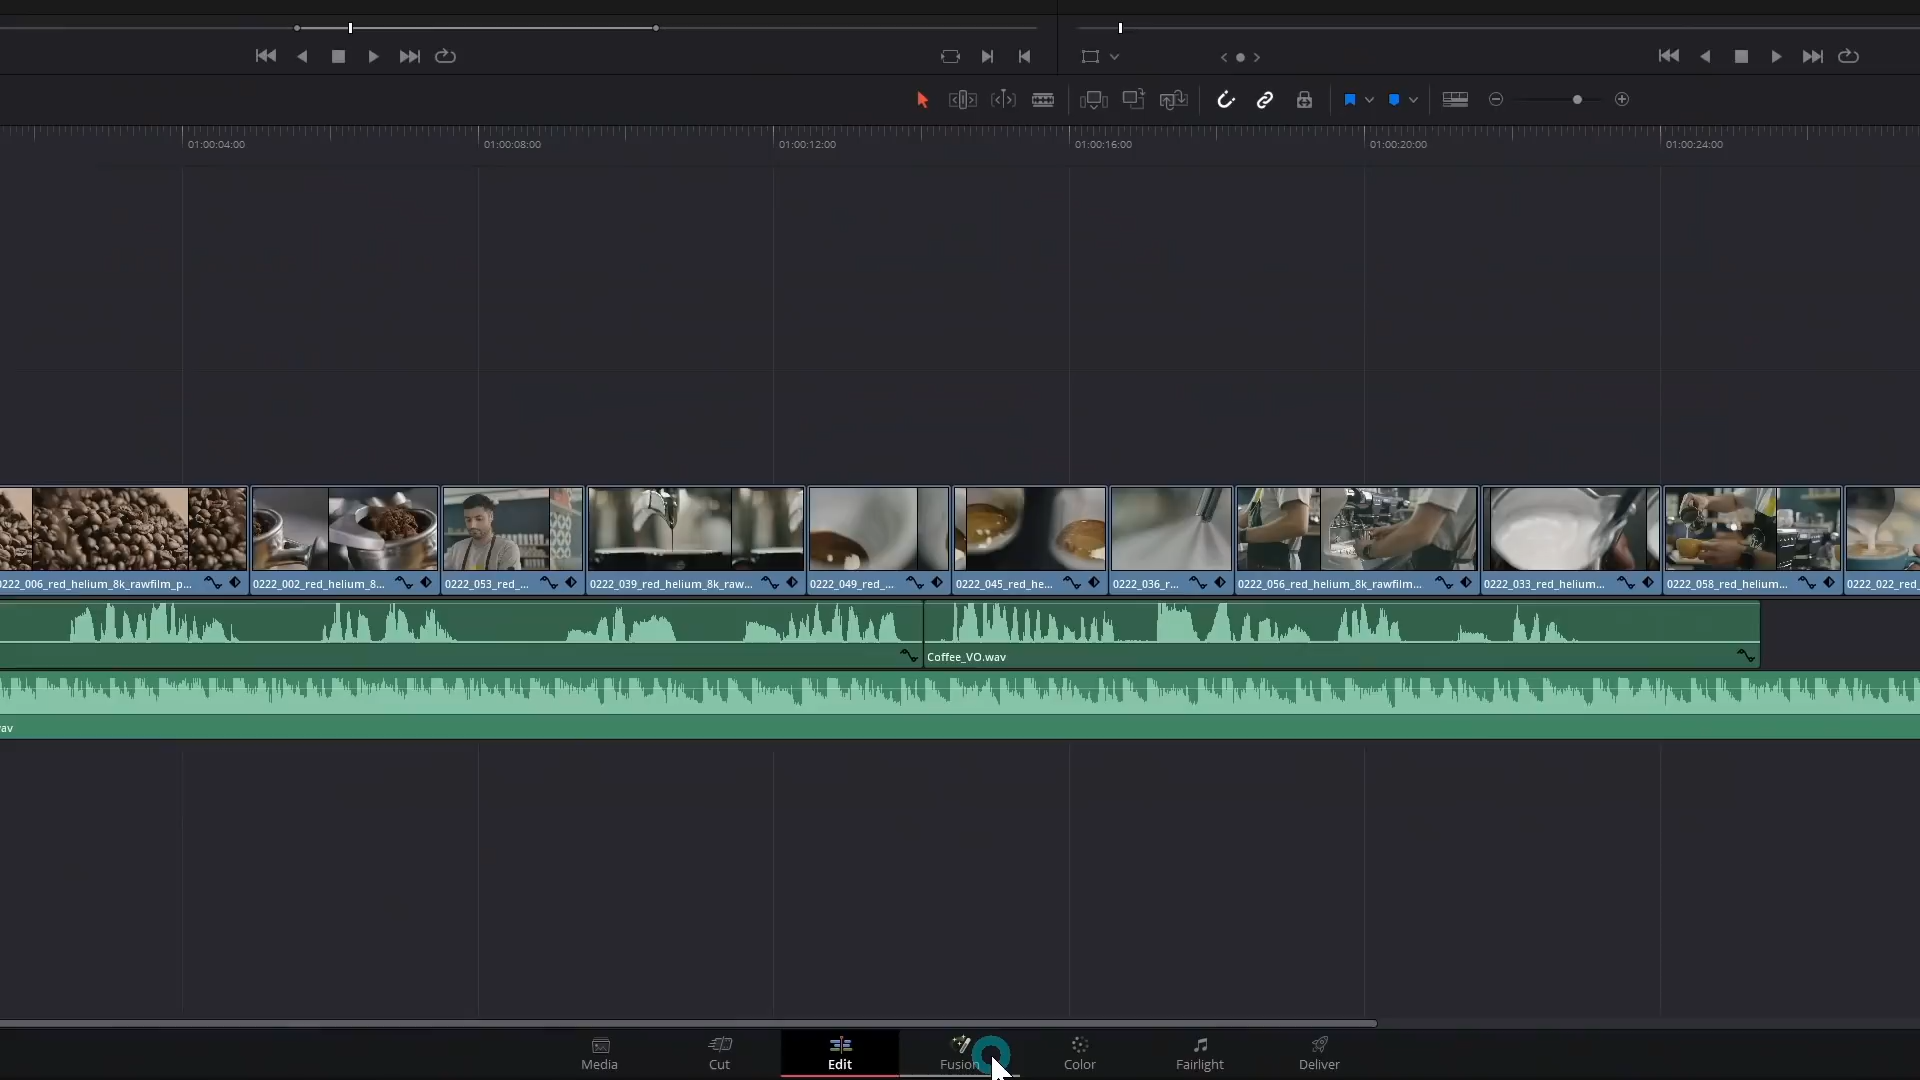 01:00:04:00
01:00:08:00
01:00:12:00
01:00:16:00
01:00:20:00
01:00:24:00
0222_006_red_helium_8k_rawfilm_p...
0222_002_red_helium_8...
0222_053_red_...
0222_039_red_helium_8k_raw...
0222_049_red_...
0222_045_red_he...
0222_036_r...
0222_056_red_helium_8k_rawfilm...
0222_033_red_helium...
0222_058_red_helium...
0222_022_red_
Coffee_VO.wav
av
Media
Cut
Edit
Fusion
Color
Fairlight
Deliver